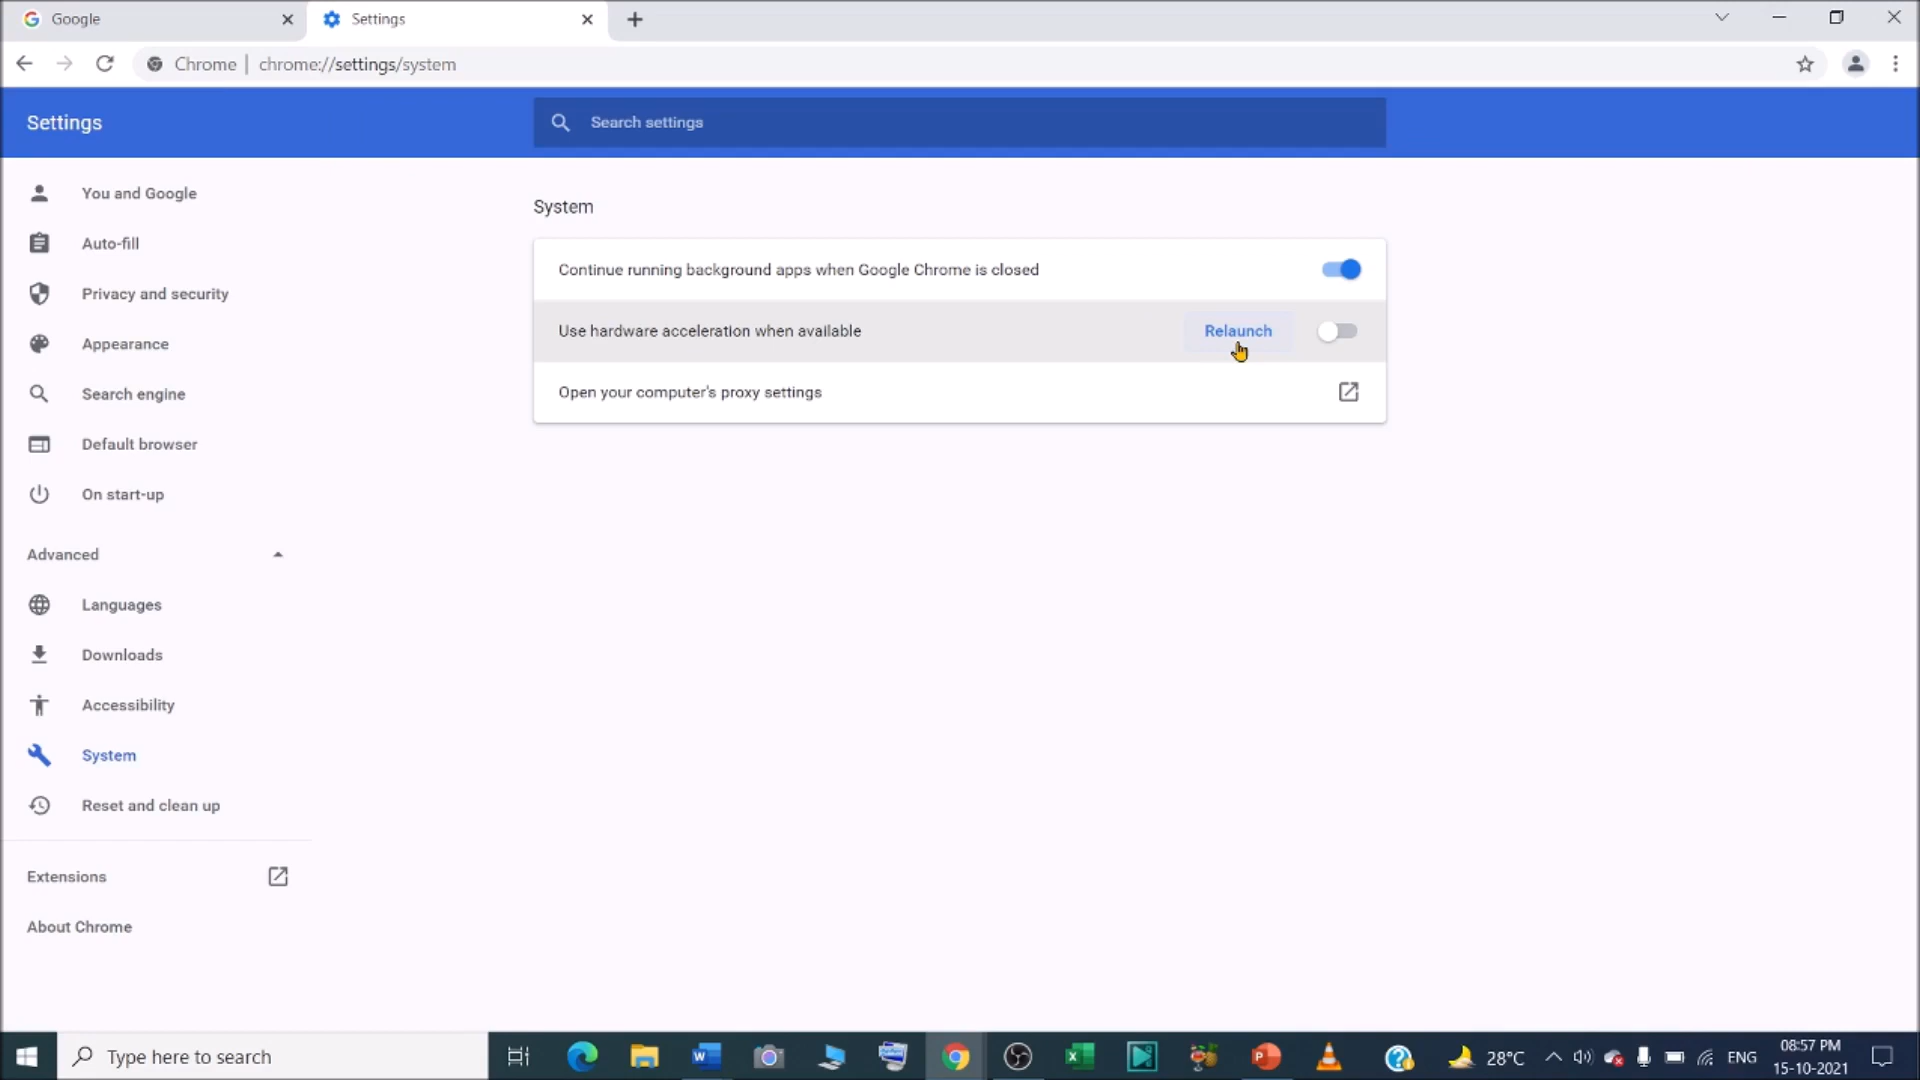 Google
Settings
Chrome | chrome://settings/system
Settings
Search settings
You and Google
Auto-fill
Privacy and security
Appearance
Search engine
Default browser
On start-up
Advanced
Languages
Downloads
Accessibility
System
Reset and clean up
Extensions
About Chrome
System
Continue running background apps when Google Chrome is closed
Use hardware acceleration when available
Relaunch
Open your computer's proxy settings
Type here to search
28°C
ENG
08:57 PM
15-10-2021